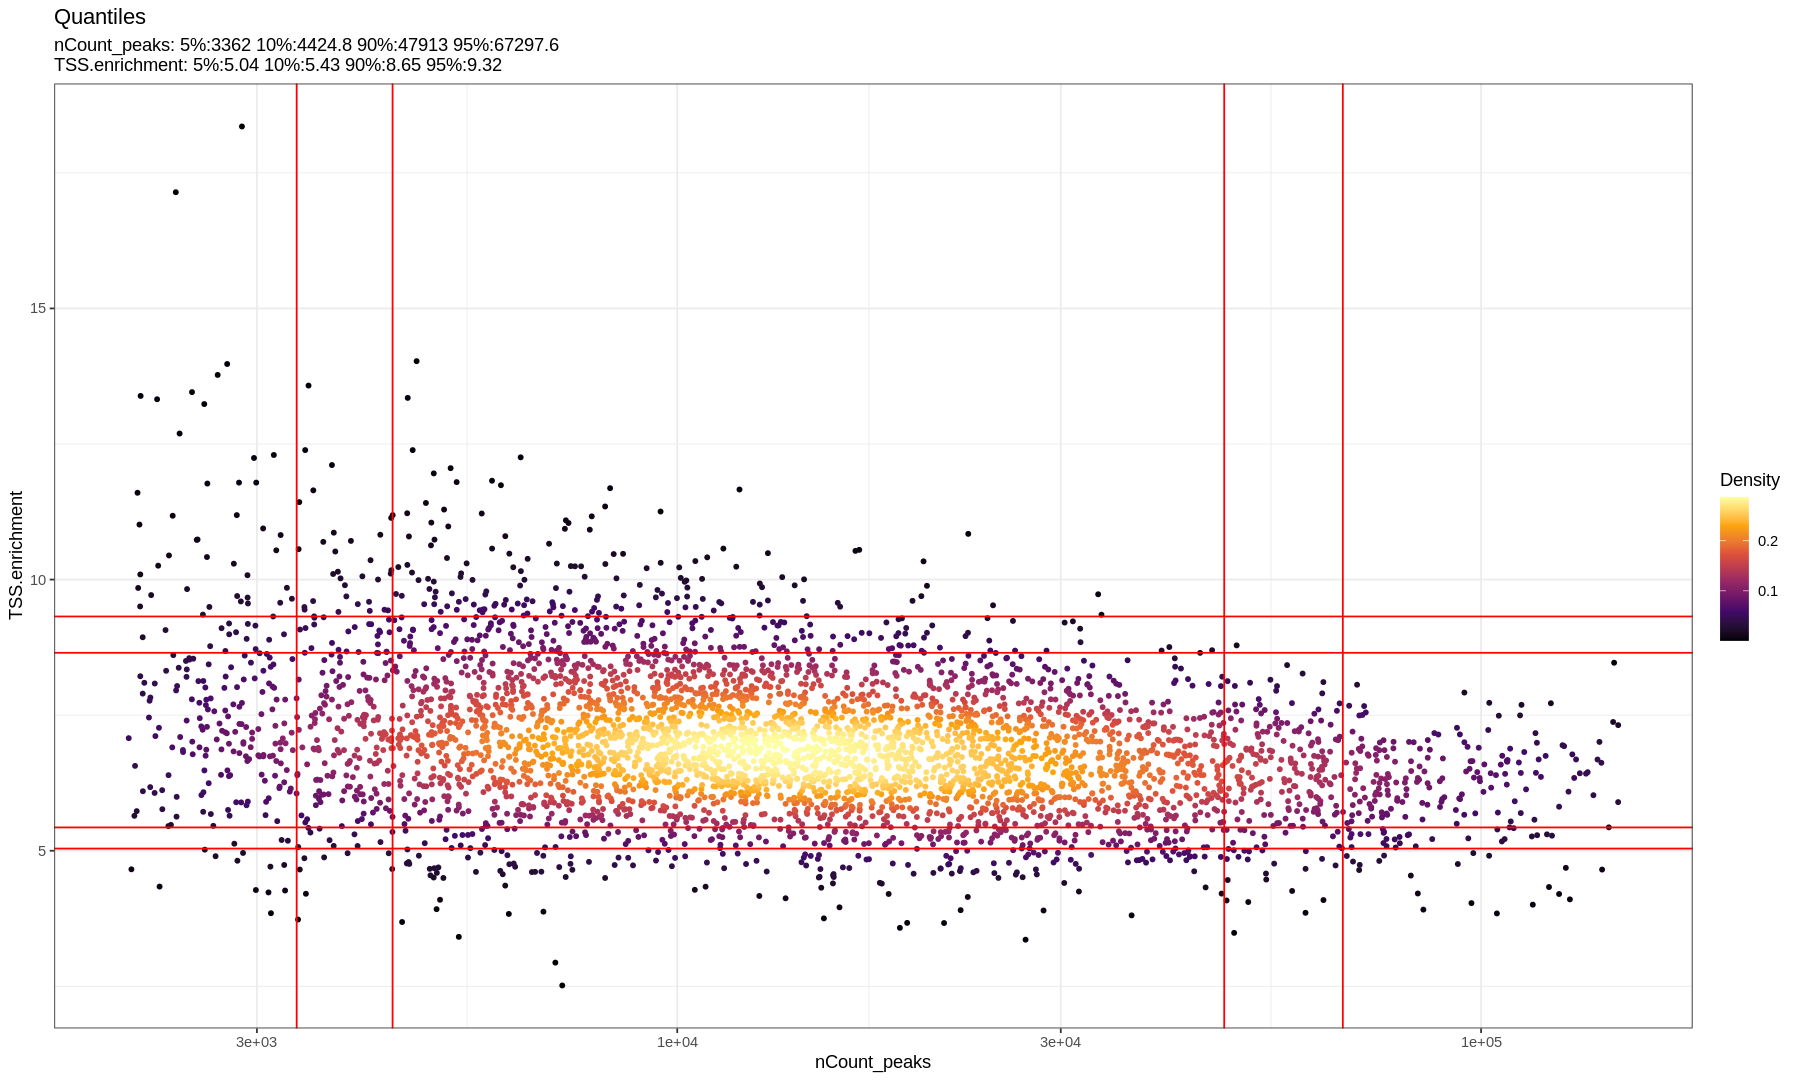 Quantiles
nCount_peaks: 5%:3362 10%:4424.8 90%:47913 95%:67297.6
TSS.enrichment: 5%:5.04 10%:5.43 90%:8.65 95%:9.32
15
10
5
TSS.enrichment
3e+03
1e+04
3e+04
1e+05
nCount_peaks
Density
0.2
0.1